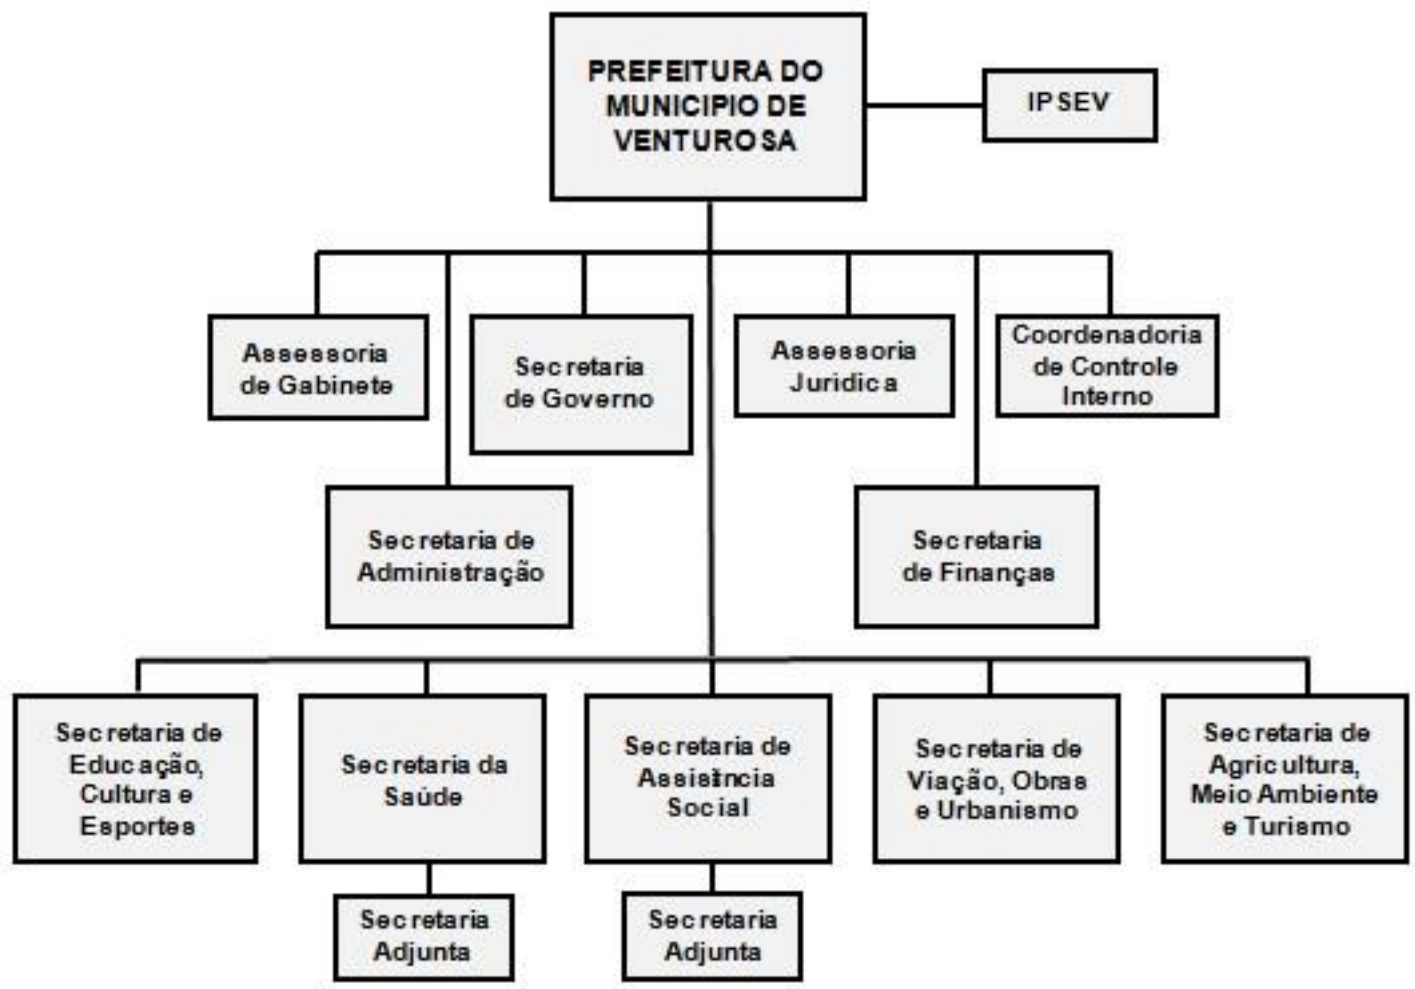 PREFEITURA DO
MUNICIPIO DE
VENTUROSA
IPSEV
Assessoria
de Gabinete
Secretaria
de Governo
Assessoria
Juridica
Coordenadoria
de Controle
Interno
Secretaria de
Administração
Secretaria
de Finanças
Secretaria de
Educação,
Cultura e
Esportes
Secretaria da
Saúde
Secretaria de
Assistncia
Social
Secretaria de
Viação, Obras
e Urbanismo
Secretaria de
Agricultura,
Meio Ambiente
e Turismo
Secretaria
Adjunta
Secretaria
Adjunta